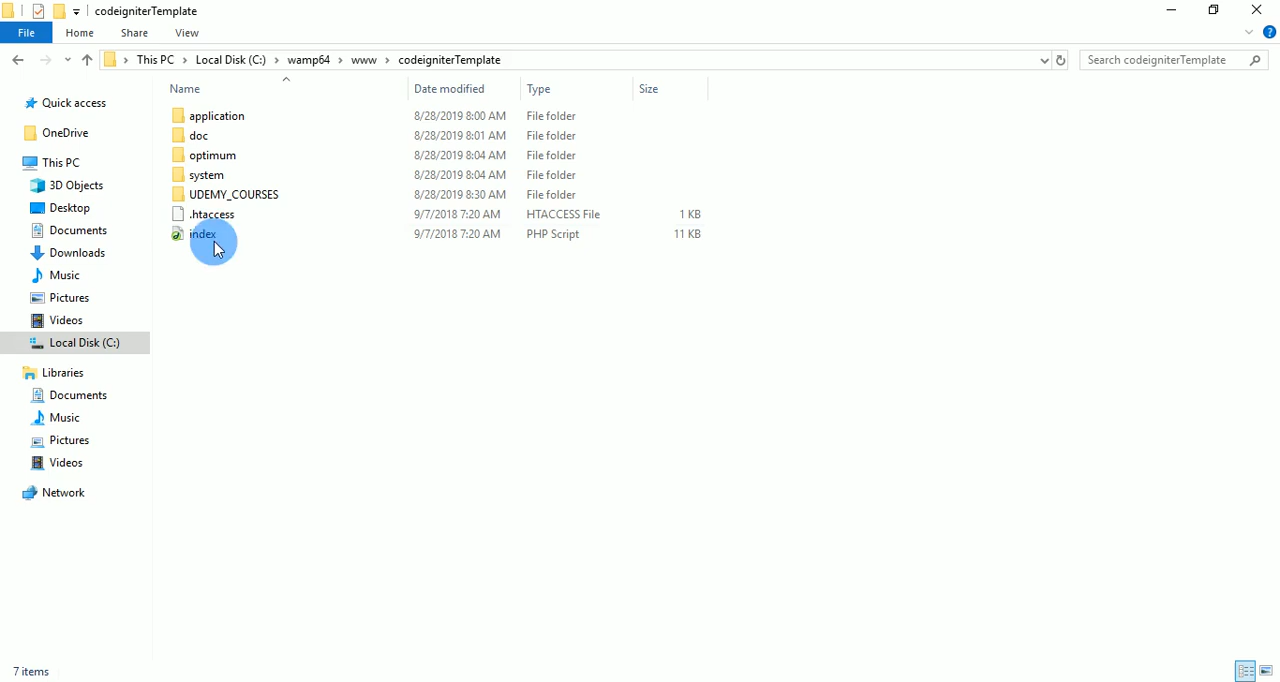 codeigniterTemplate
File Home Share View
This PC Local Disk (C:) wamp64 www codeigniterTemplate Search codeigniterTemplate
Name Date modified Type Size
application 8/28/2019 8:00 AM File folder
doc 8/28/2019 8:01 AM File folder
optimum 8/28/2019 8:04 AM File folder
system 8/28/2019 8:04 AM File folder
UDEMY_COURSES 8/28/2019 8:30 AM File folder
.htaccess 9/7/2018 7:20 AM HTACCESS File 1 KB
index 9/7/2018 7:20 AM PHP Script 11 KB
Quick access
OneDrive
This PC
3D Objects
Desktop
Documents
Downloads
Music
Pictures
Videos
Local Disk (C:)
Libraries
Documents
Music
Pictures
Videos
Network
7 items